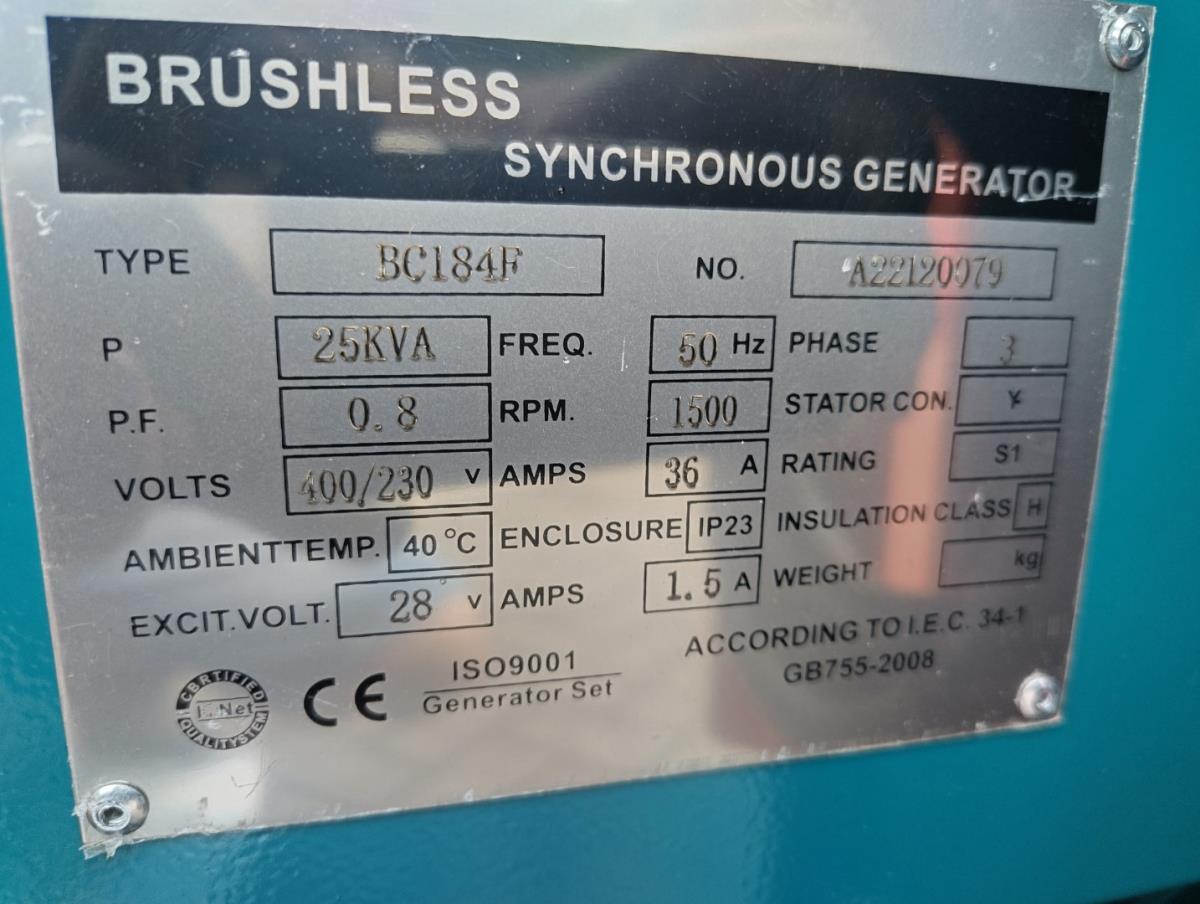 BRUSHLESS
SYNCHRONOUS GENERATOR
TYPE BC184F NO. A22120079
P 25KVA FREQ. 50 Hz PHASE 3
P.F. 0.8 RPM. 1500 STATOR CON. Y
VOLTS 400/230 V AMPS 36 A RATING S1
AMBIENTTEMP. 40 °C ENCLOSURE IP23 INSULATION CLASS H
EXCIT.VOLT. 28 V AMPS 1.5 A WEIGHT kg
ACCORDING TO I.E.C. 34-1
GB755-2008
CBRTIFIED
Net
QUALITYSTEM
CE
ISO9001
Generator Set